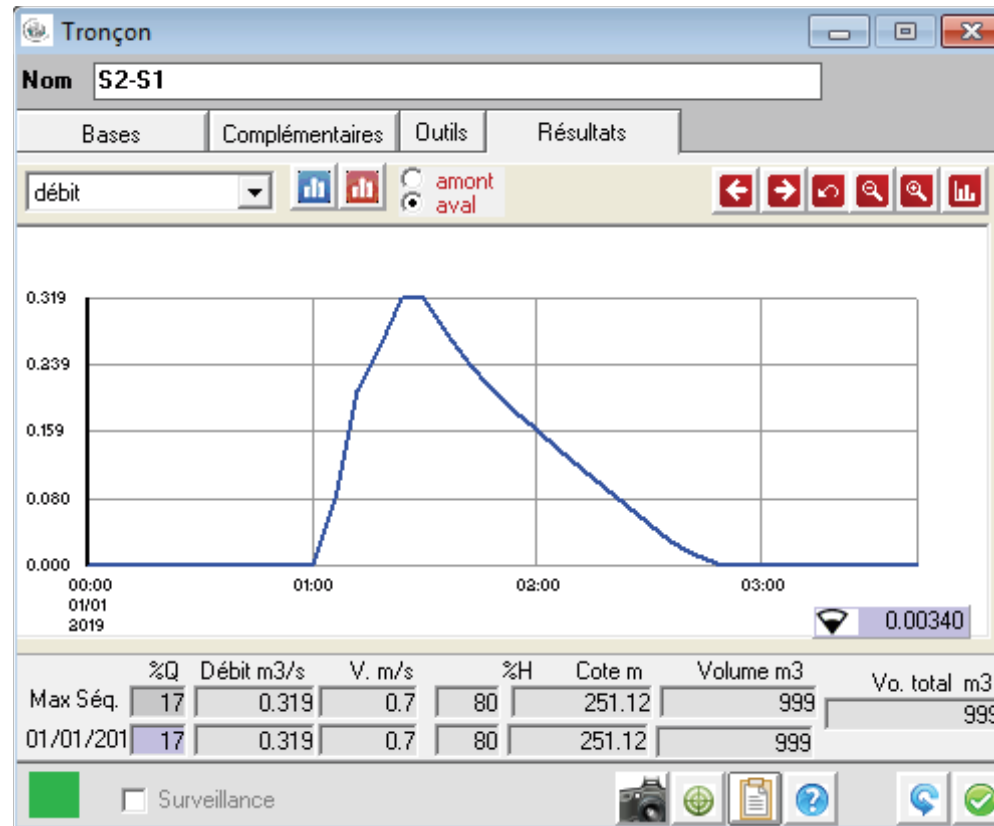 Tronçon
Nom S2-S1
Bases Complémentaires Outils Résultats
débit amont
aval
0.319
0.239
0.159
0.080
0.000
00:00 01:00 02:00 03:00
01/01
2019
0.00340
%Q Débit m3/s V. m/s %H Cote m Volume m3 Vo. total m3
Max Séq. 17 0.319 0.7 80 251.12 999 999
01/01/201 17 0.319 0.7 80 251.12 999
Surveillance